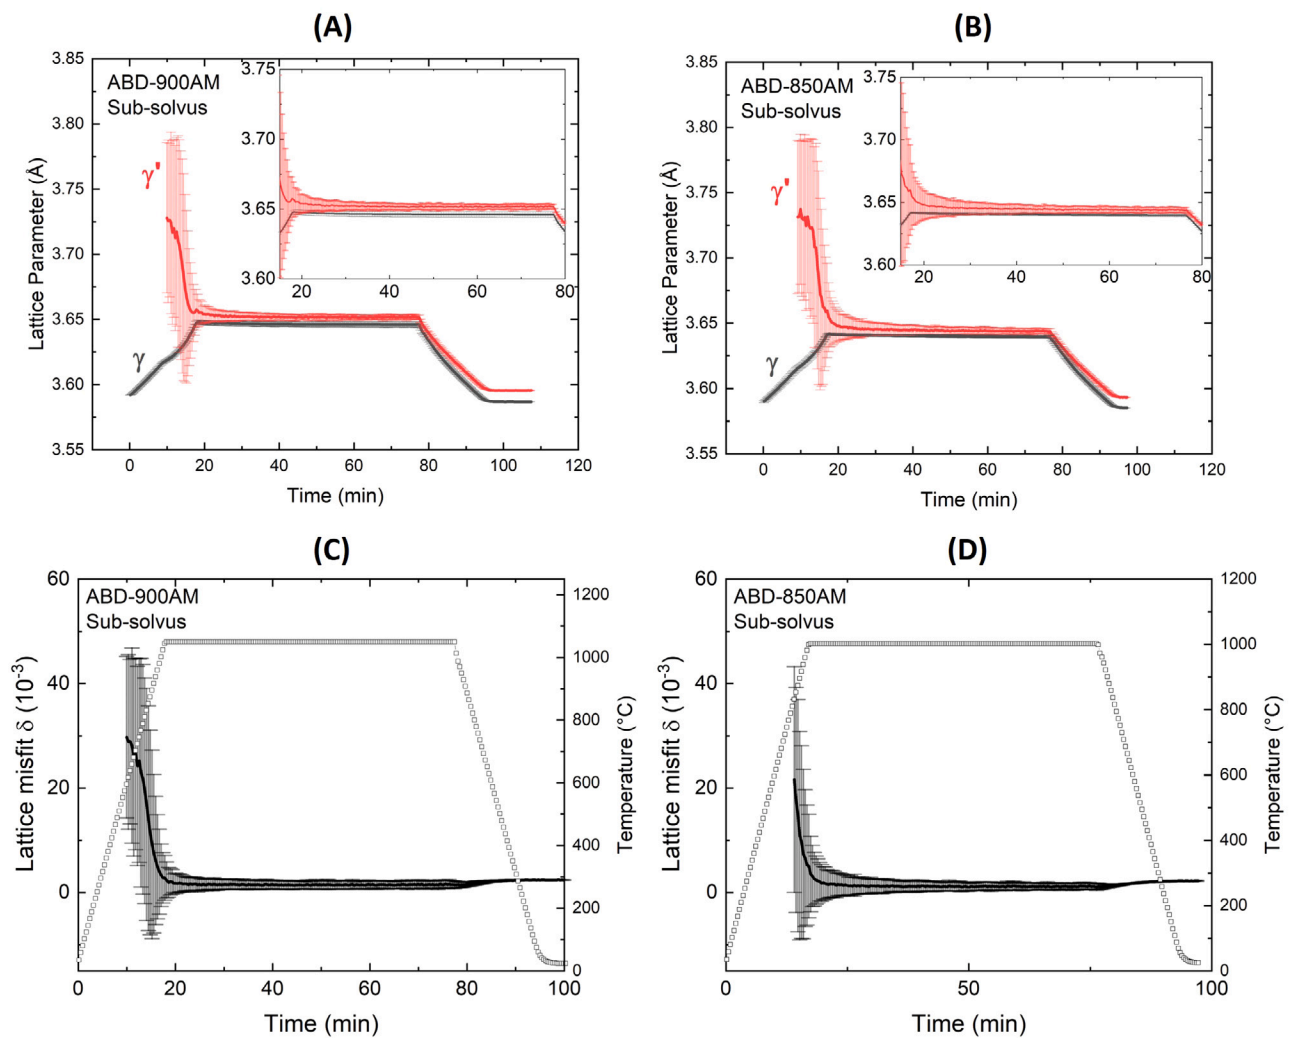 (A)
ABD-900AM
Sub-solvus
γ'
γ
Lattice Parameter (Å)
3.85
3.80
3.75
3.70
3.65
3.60
3.55
0 20 40 60 80 100 120
Time (min)
3.75
3.70
3.65
3.60
20 40 60 80
(B)
ABD-850AM
Sub-solvus
γ'
γ
Lattice Parameter (Å)
3.85
3.80
3.75
3.70
3.65
3.60
3.55
0 20 40 60 80 100 120
Time (min)
3.75
3.70
3.65
3.60
20 40 60 80
(C)
ABD-900AM
Sub-solvus
Lattice misfit δ (10⁻³)
60
40
20
0
0 20 40 60 80 100
Time (min)
1200
1000
800
600
400
200
0
Temperature (°C)
(D)
ABD-850AM
Sub-solvus
Lattice misfit δ (10⁻³)
60
40
20
0
0 50 100
Time (min)
1200
1000
800
600
400
200
0
Temperature (°C)